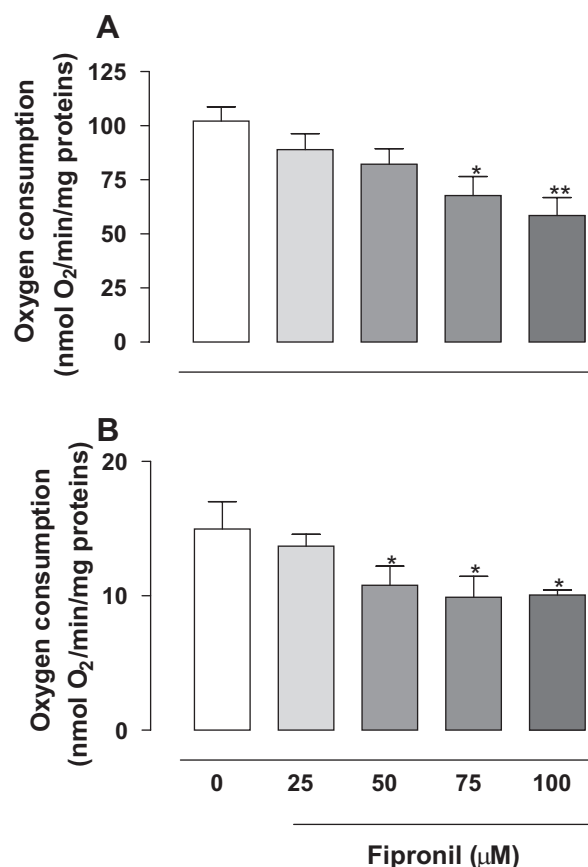 A
Oxygen consumption
(nmol O2/min/mg proteins)
125
100
75
50
25
0
*
**
B
Oxygen consumption
(nmol O2/min/mg proteins)
20
10
0
*
*
*
0 25 50 75 100
Fipronil (μM)